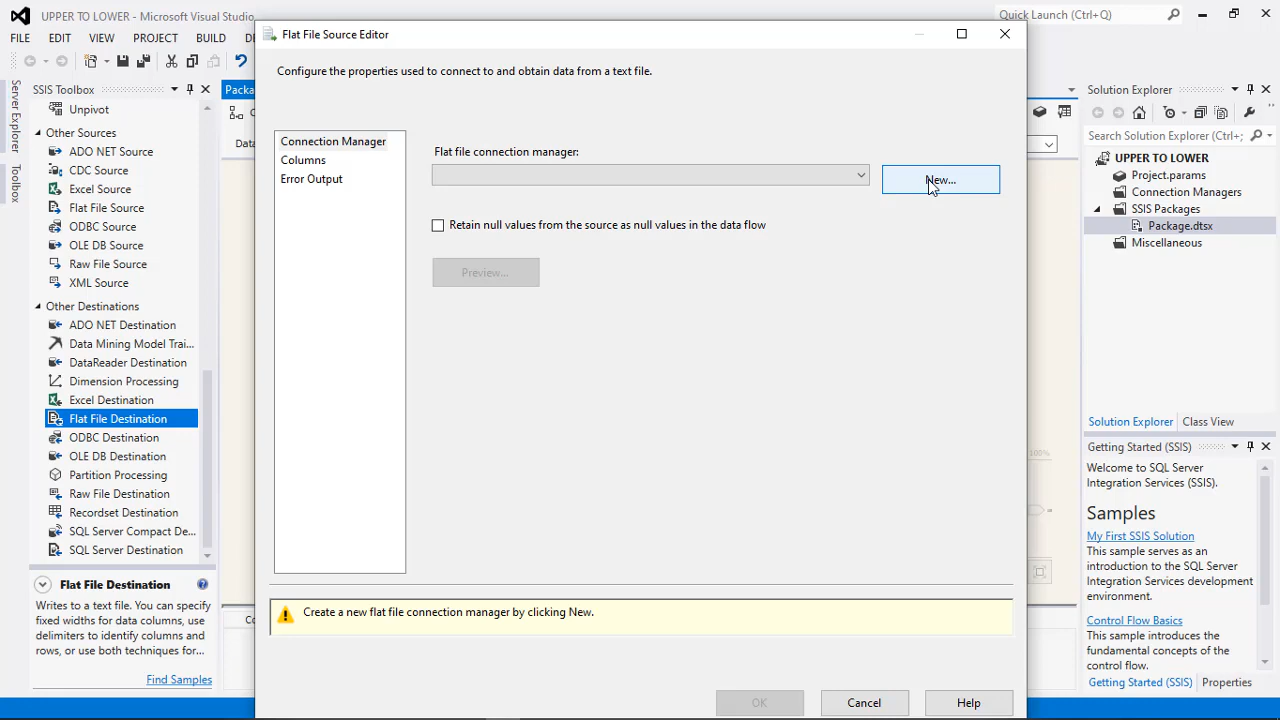 UPPER TO LOWER - Microsoft Visual Studio
Quick Launch (Ctrl+Q)
FILE EDIT VIEW PROJECT BUILD
Flat File Source Editor
Configure the properties used to connect to and obtain data from a text file.
Server Explorer
Toolbox
SSIS Toolbox
Unpivot
Other Sources
ADO NET Source
CDC Source
Excel Source
Flat File Source
ODBC Source
OLE DB Source
Raw File Source
XML Source
Other Destinations
ADO NET Destination
Data Mining Model Trai...
DataReader Destination
Dimension Processing
Excel Destination
Flat File Destination
ODBC Destination
OLE DB Destination
Partition Processing
Raw File Destination
Recordset Destination
SQL Server Compact De...
SQL Server Destination
Flat File Destination
Writes to a text file. You can specify
fixed widths for data columns, use
delimiters to identify columns and
rows, or use both techniques for...
Find Samples
Connection Manager
Columns
Error Output
Flat file connection manager:
New...
Retain null values from the source as null values in the data flow
Preview...
Create a new flat file connection manager by clicking New.
OK
Cancel
Help
100%
Solution Explorer
Search Solution Explorer (Ctrl+;)
UPPER TO LOWER
Project.params
Connection Managers
SSIS Packages
Package.dtsx
Miscellaneous
Solution Explorer Class View
Getting Started (SSIS)
Welcome to SQL Server
Integration Services (SSIS).
Samples
My First SSIS Solution
This sample serves as an
introduction to the SQL Server
Integration Services development
environment.
Control Flow Basics
This sample introduces the
fundamental concepts of the
control flow.
Getting Started (SSIS) Properties